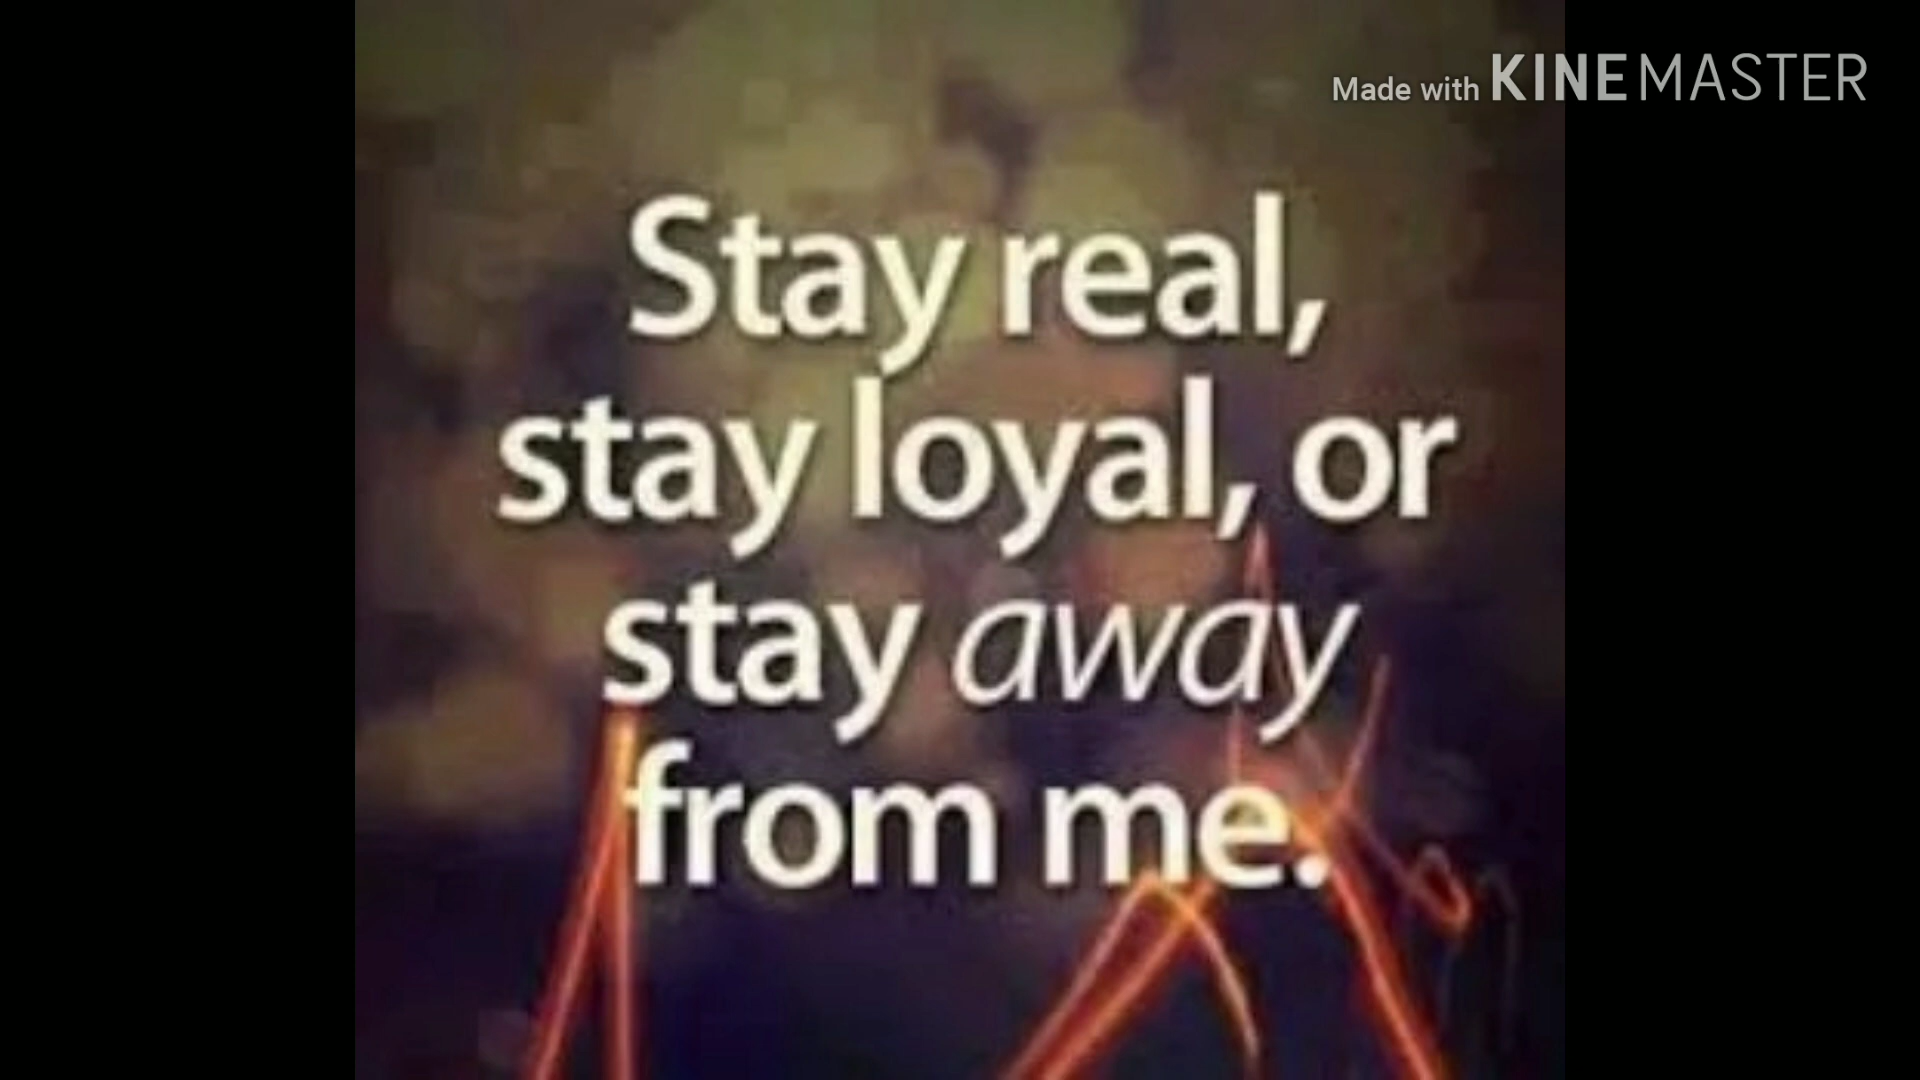 Made with KINEMASTER
Stay real,
stay loyal, or
stay away
from me.